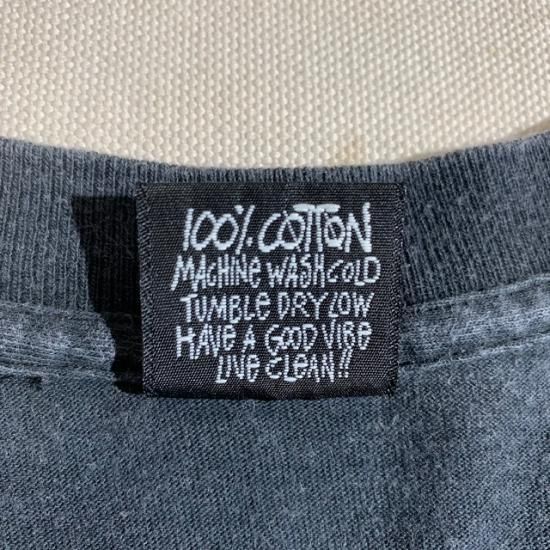 100% COTTON
MACHINE WASH COLD
TUMBLE DRY LOW
HAVE A GOOD VIBE
LIVE CLEAN!!